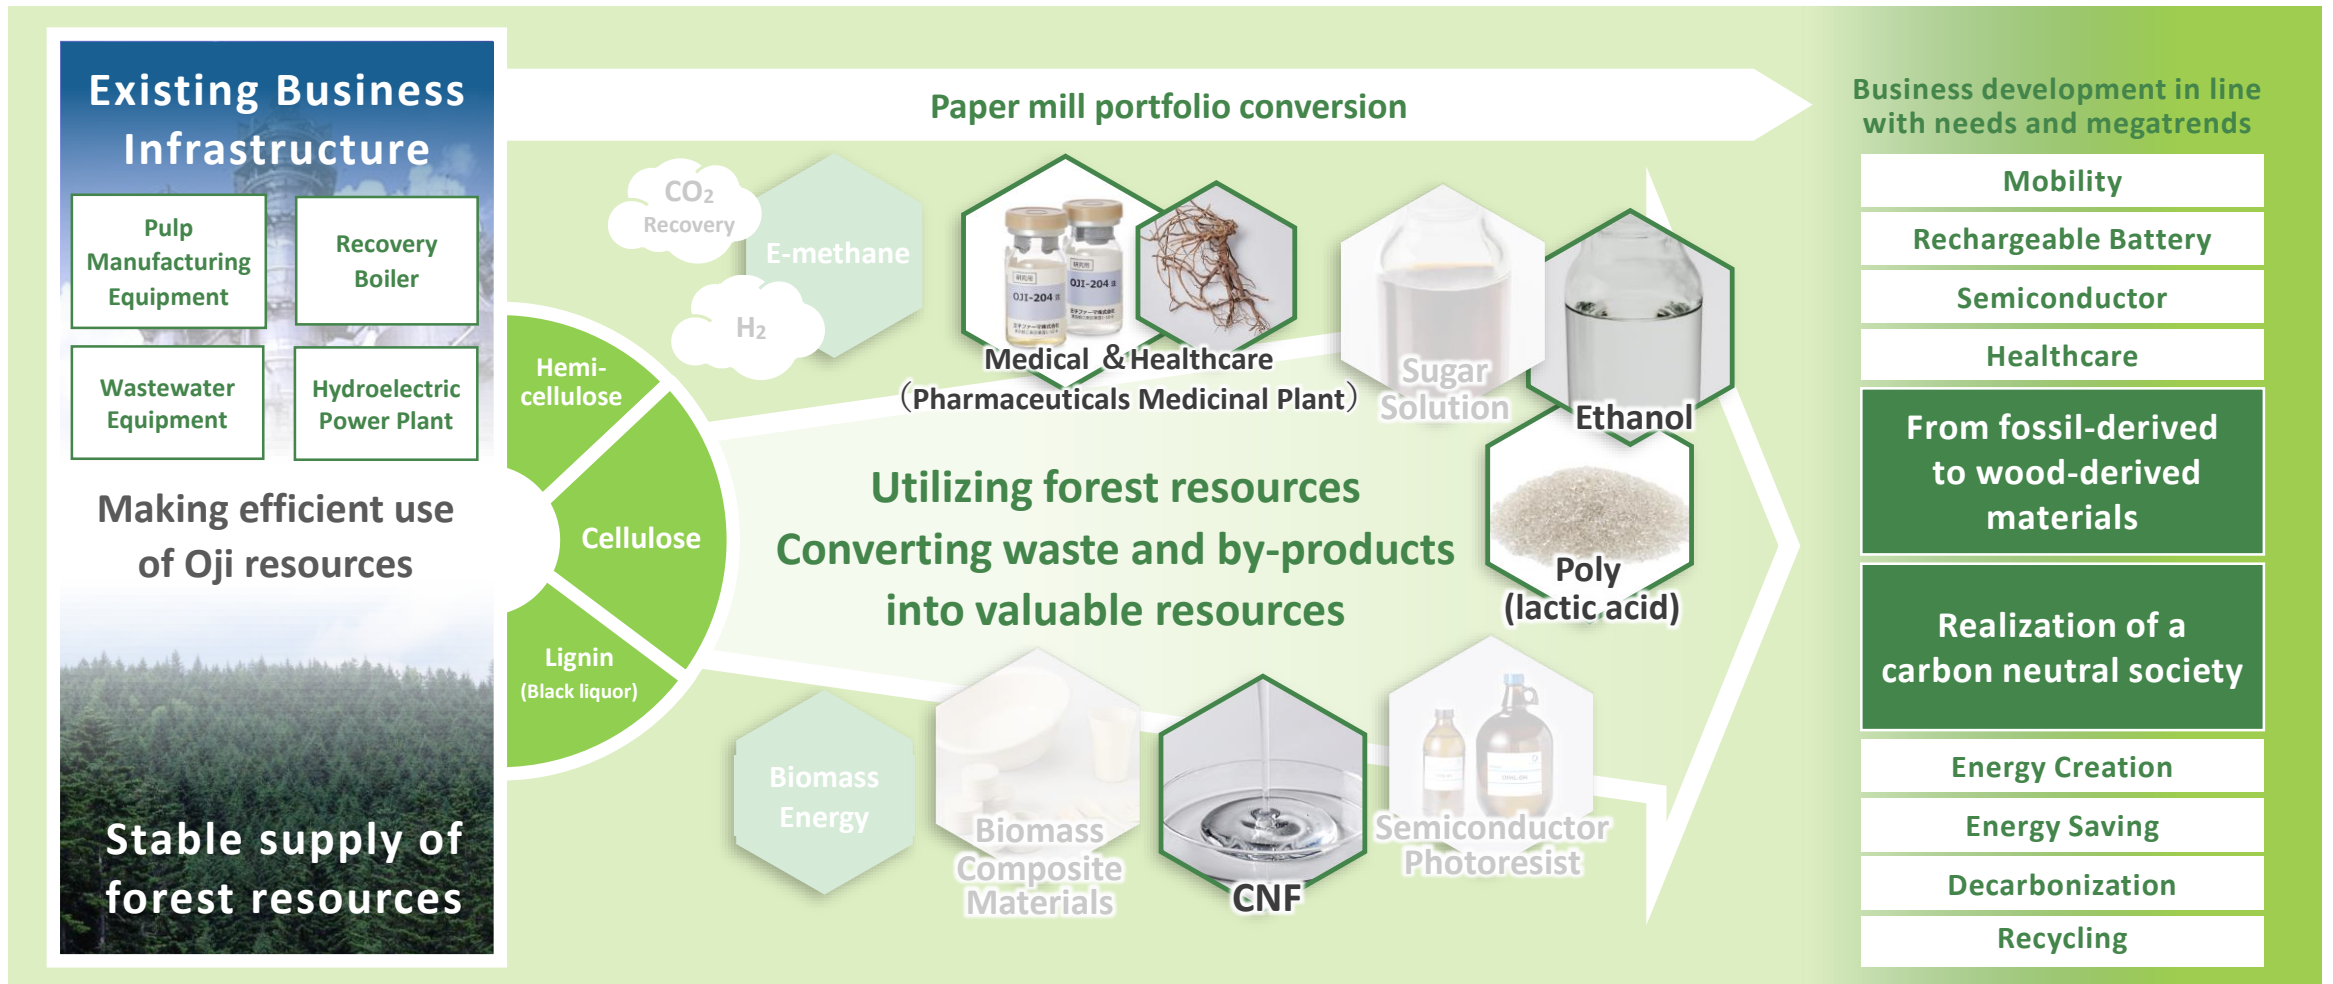 Existing Business
Infrastructure
Pulp
Manufacturing
Equipment
Recovery
Boiler
Wastewater
Equipment
Hydroelectric
Power Plant
Making efficient use
of Oji resources
Stable supply of
forest resources
Hemi-
cellulose
Cellulose
Lignin
(Black liquor)
Paper mill portfolio conversion
CO₂
Recovery
E-methane
H₂
OJI-204
OJI-204
Medical ＆Healthcare
（Pharmaceuticals Medicinal Plant）
Sugar
Solution
Ethanol
Utilizing forest resources
Converting waste and by-products
into valuable resources
Poly
(lactic acid)
Biomass
Energy
Biomass
Composite
Materials
CNF
Semiconductor
Photoresist
Business development in line
with needs and megatrends
Mobility
Rechargeable Battery
Semiconductor
Healthcare
From fossil-derived
to wood-derived
materials
Realization of a
carbon neutral society
Energy Creation
Energy Saving
Decarbonization
Recycling